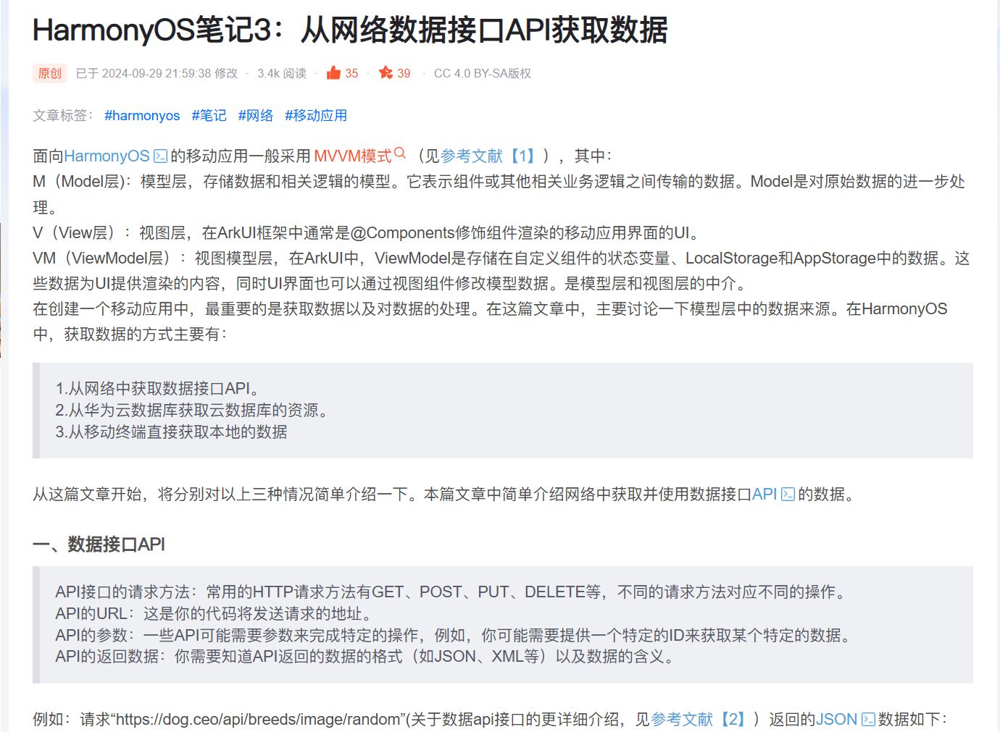 HarmonyOS笔记3：从网络数据接口API获取数据
原创 已于 2024-09-29 21:59:38 修改 · 3.4k 阅读 · 35 · 39 · CC 4.0 BY-SA版权
文章标签： #harmonyos #笔记 #网络 #移动应用
面向HarmonyOS的移动应用一般采用MVVM模式（见参考文献【1】），其中：
M（Model层)：模型层，存储数据和相关逻辑的模型。它表示组件或其他相关业务逻辑之间传输的数据。Model是对原始数据的进一步处
理。
V（View层）：视图层，在ArkUI框架中通常是@Components修饰组件渲染的移动应用界面的UI。
VM（ViewModel层）：视图模型层，在ArkUI中，ViewModel是存储在自定义组件的状态变量、LocalStorage和AppStorage中的数据。这
些数据为UI提供渲染的内容，同时UI界面也可以通过视图组件修改模型数据。是模型层和视图层的中介。
在创建一个移动应用中，最重要的是获取数据以及对数据的处理。在这篇文章中，主要讨论一下模型层中的数据来源。在HarmonyOS
中，获取数据的方式主要有：
1.从网络中获取数据接口API。
2.从华为云数据库获取云数据库的资源。
3.从移动终端直接获取本地的数据
从这篇文章开始，将分别对以上三种情况简单介绍一下。本篇文章中简单介绍网络中获取并使用数据接口API的数据。
一、数据接口API
API接口的请求方法：常用的HTTP请求方法有GET、POST、PUT、DELETE等，不同的请求方法对应不同的操作。
API的URL：这是你的代码将发送请求的地址。
API的参数：一些API可能需要参数来完成特定的操作，例如，你可能需要提供一个特定的ID来获取某个特定的数据。
API的返回数据：你需要知道API返回的数据的格式（如JSON、XML等）以及数据的含义。
例如：请求“https://dog.ceo/api/breeds/image/random”(关于数据api接口的更详细介绍，见参考文献【2】）返回的JSON数据如下：